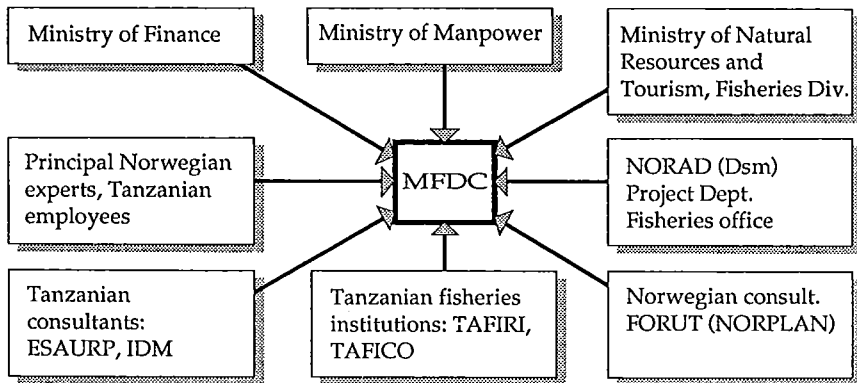 Ministry of Finance
Ministry of Manpower
Ministry of Natural
Resources and
Tourism, Fisheries Div.
Principal Norwegian
experts, Tanzanian
employees
MFDC
NORAD (Dsm)
Project Dept.
Fisheries office
Tanzanian
consultants:
ESAURP, IDM
Tanzanian fisheries
institutions: TAFIRI,
TAFICO
Norwegian consult.
FORUT (NORPLAN)